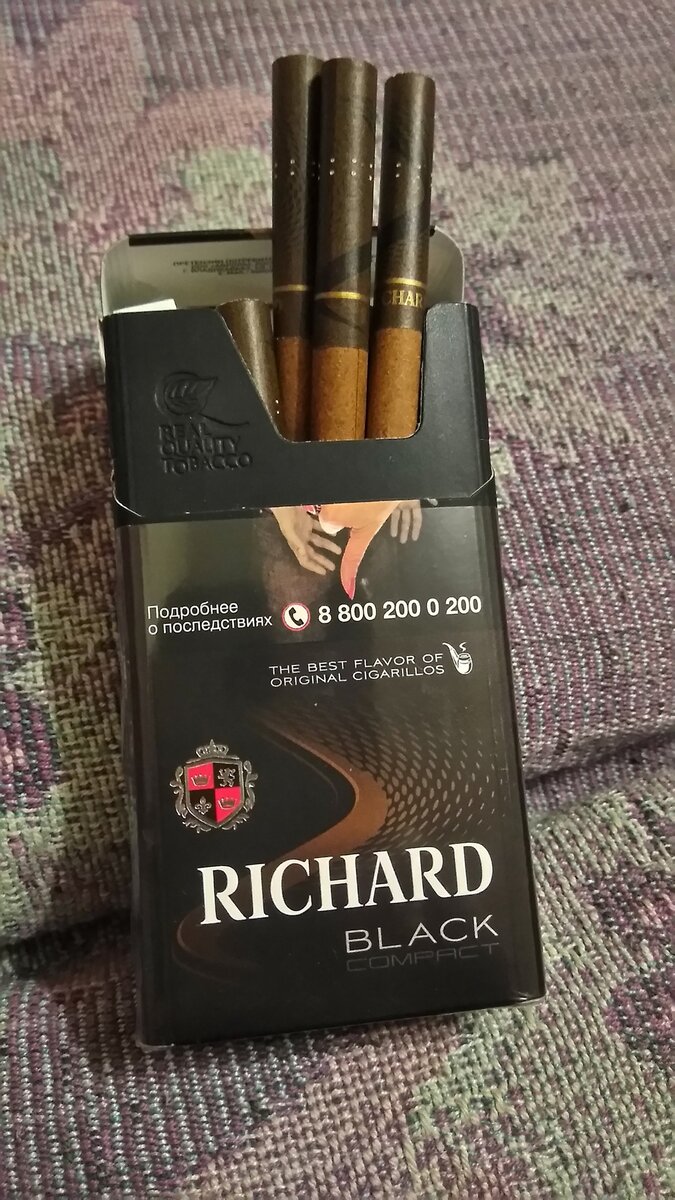 CHAR
REAL
QUALITY
TOBACCO
Подробнее
о последствиях
8 800 200 0 200
THE BEST FLAVOR OF
ORIGINAL CIGARILLOS
RICHARD
BLACK
COMPACT